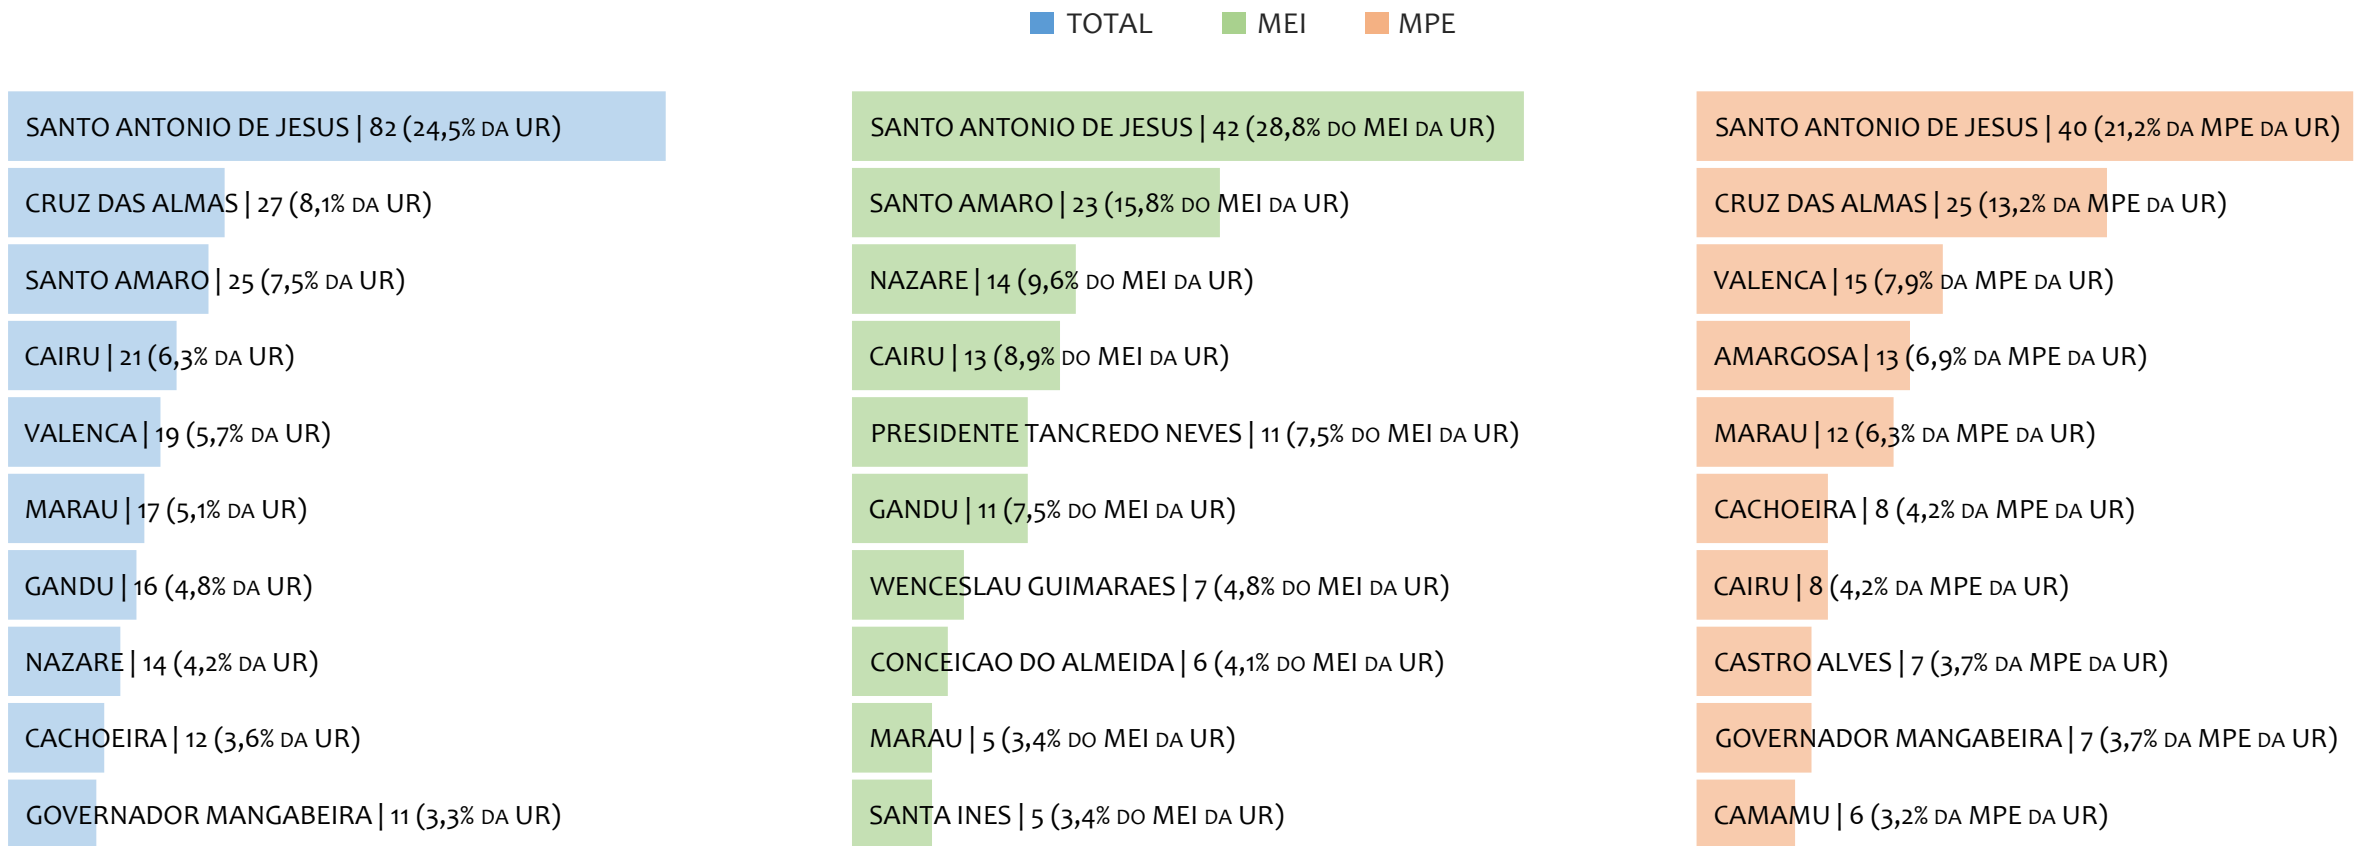 TOTAL MEI MPE
SANTO ANTONIO DE JESUS | 82 (24,5% DA UR)
CRUZ DAS ALMAS | 27 (8,1% DA UR)
SANTO AMARO | 25 (7,5% DA UR)
CAIRU | 21 (6,3% DA UR)
VALENCA | 19 (5,7% DA UR)
MARAU | 17 (5,1% DA UR)
GANDU | 16 (4,8% DA UR)
NAZARE | 14 (4,2% DA UR)
CACHOEIRA | 12 (3,6% DA UR)
GOVERNADOR MANGABEIRA | 11 (3,3% DA UR)
SANTO ANTONIO DE JESUS | 42 (28,8% DO MEI DA UR)
SANTO AMARO | 23 (15,8% DO MEI DA UR)
NAZARE | 14 (9,6% DO MEI DA UR)
CAIRU | 13 (8,9% DO MEI DA UR)
PRESIDENTE TANCREDO NEVES | 11 (7,5% DO MEI DA UR)
GANDU | 11 (7,5% DO MEI DA UR)
WENCESLAU GUIMARAES | 7 (4,8% DO MEI DA UR)
CONCEICAO DO ALMEIDA | 6 (4,1% DO MEI DA UR)
MARAU | 5 (3,4% DO MEI DA UR)
SANTA INES | 5 (3,4% DO MEI DA UR)
SANTO ANTONIO DE JESUS | 40 (21,2% DA MPE DA UR)
CRUZ DAS ALMAS | 25 (13,2% DA MPE DA UR)
VALENCA | 15 (7,9% DA MPE DA UR)
AMARGOSA | 13 (6,9% DA MPE DA UR)
MARAU | 12 (6,3% DA MPE DA UR)
CACHOEIRA | 8 (4,2% DA MPE DA UR)
CAIRU | 8 (4,2% DA MPE DA UR)
CASTRO ALVES | 7 (3,7% DA MPE DA UR)
GOVERNADOR MANGABEIRA | 7 (3,7% DA MPE DA UR)
CAMAMU | 6 (3,2% DA MPE DA UR)